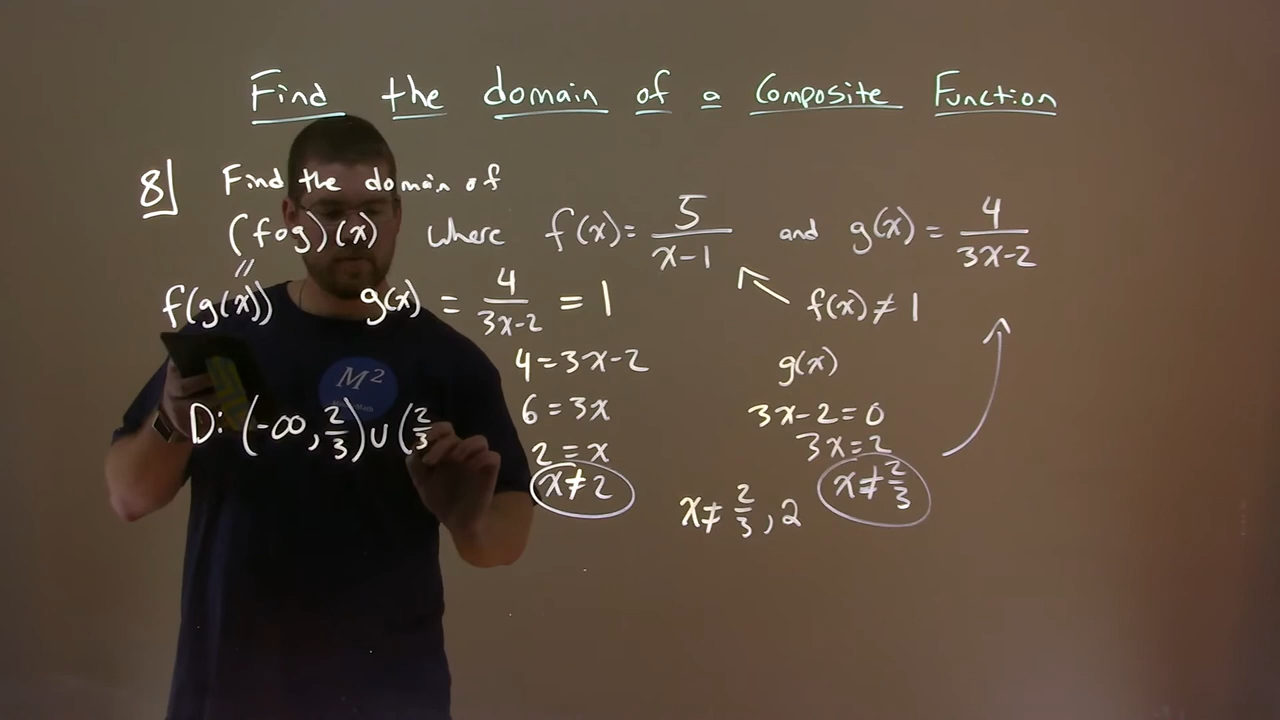 Find the domain of a Composite Function
8] Find the domain of
(f∘g)(x) where f(x) = 5/(x-1) and g(x) = 4/(3x-2)
"
f(g(x)) g(x) = 4/(3x-2) = 1
f(x) ≠ 1
4 = 3x-2
6 = 3x
2 = x
x ≠ 2
g(x)
3x-2 = 0
3x = 2
x ≠ 2/3
x ≠ 2/3, 2
M²
D: (-∞, 2/3) ∪ (2/3